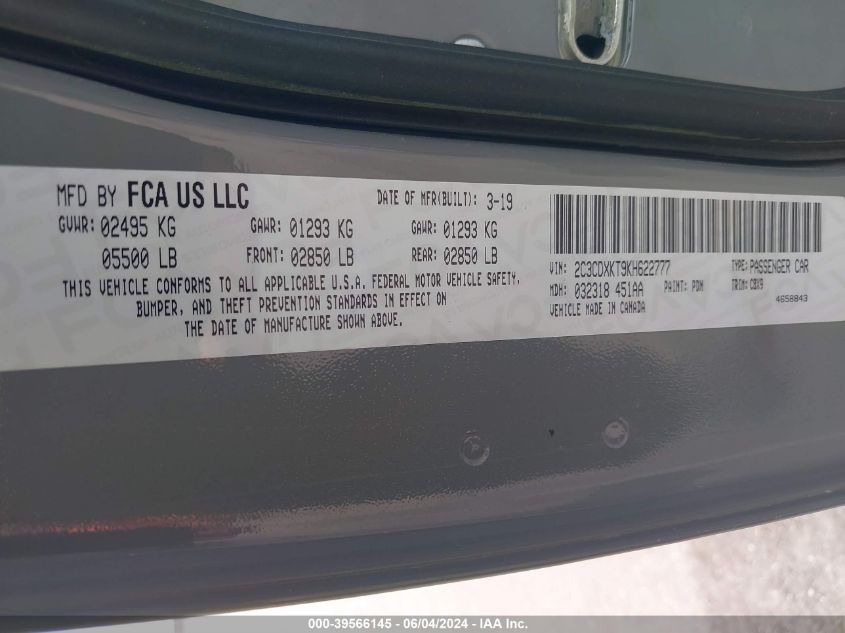 MFD BY FCA US LLC DATE OF MFR(BUILT): 3-19
GVWR: 02495 KG GAWR: 01293 KG GAWR: 01293 KG
05500 LB FRONT: 02850 LB REAR: 02850 LB
THIS VEHICLE CONFORMS TO ALL APPLICABLE U.S.A. FEDERAL MOTOR VEHICLE SAFETY,
BUMPER, AND THEFT PREVENTION STANDARDS IN EFFECT ON
THE DATE OF MANUFACTURE SHOWN ABOVE.
VIN: 2C3CDXKT9KH622777 TYPE: PASSENGER CAR
MDH: 032318 451AA PAINT: PDN TRIM: CBX9
VEHICLE MADE IN CANADA 4658843
000-39566145 - 06/04/2024 - IAA Inc.